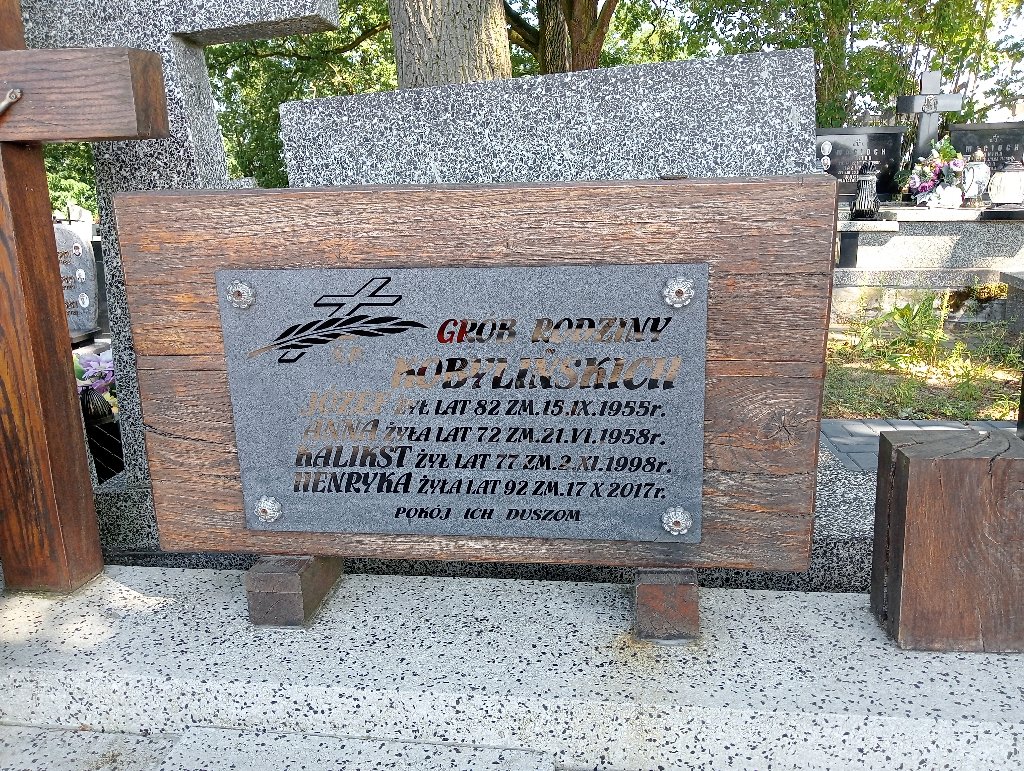 GRÓB RODZINY
Ś.P.
KOBYLIŃSKICH
JÓZEF ŻYŁ LAT 82 ZM.15.IX.1955r.
ANNA ŻYŁA LAT 72 ZM.21.VI.1958r.
KALIKST ŻYŁ LAT 77 ZM.2.XI.1998r.
HENRYKA ŻYŁA LAT 92 ZM.17 X 2017r.
POKÓJ ICH DUSZOM